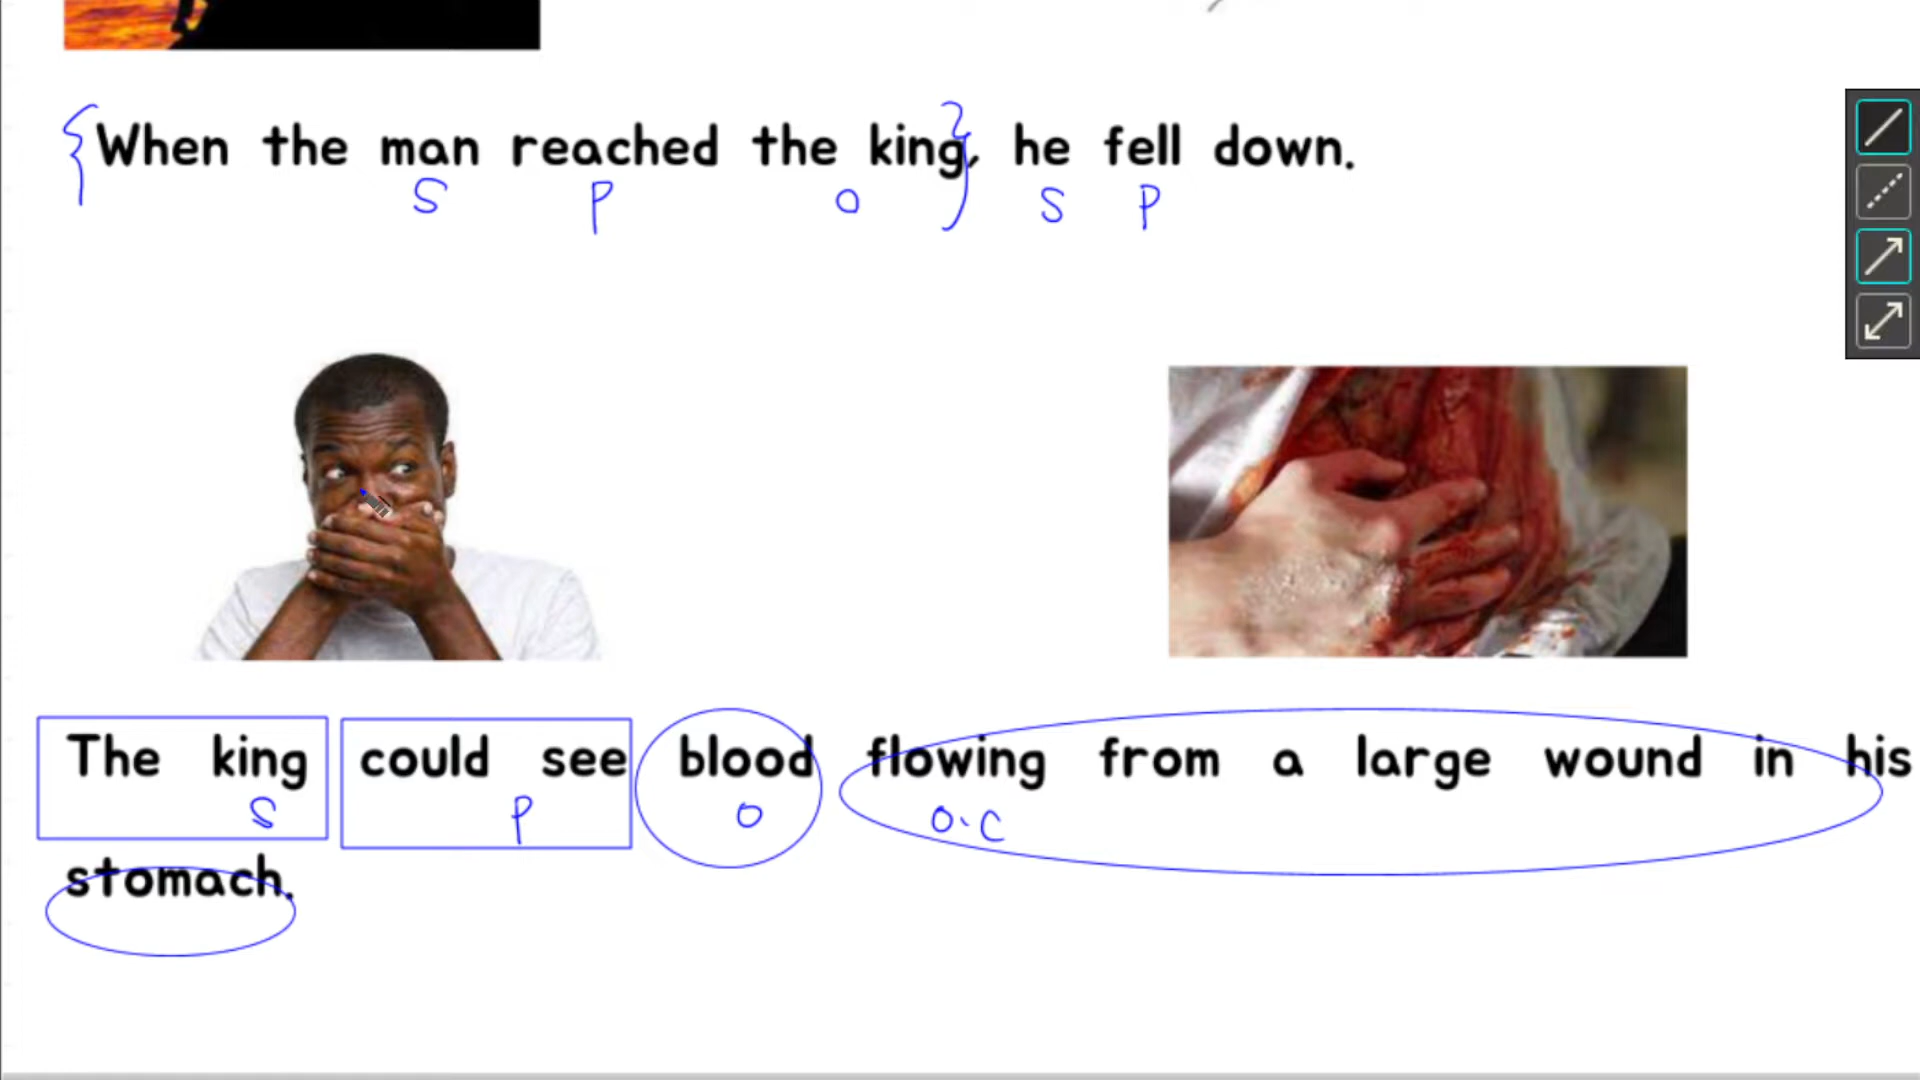 When the man reached the king, he fell down.
S P O S P
The king could see blood flowing from a large wound in his
S P O O.C
stomach.